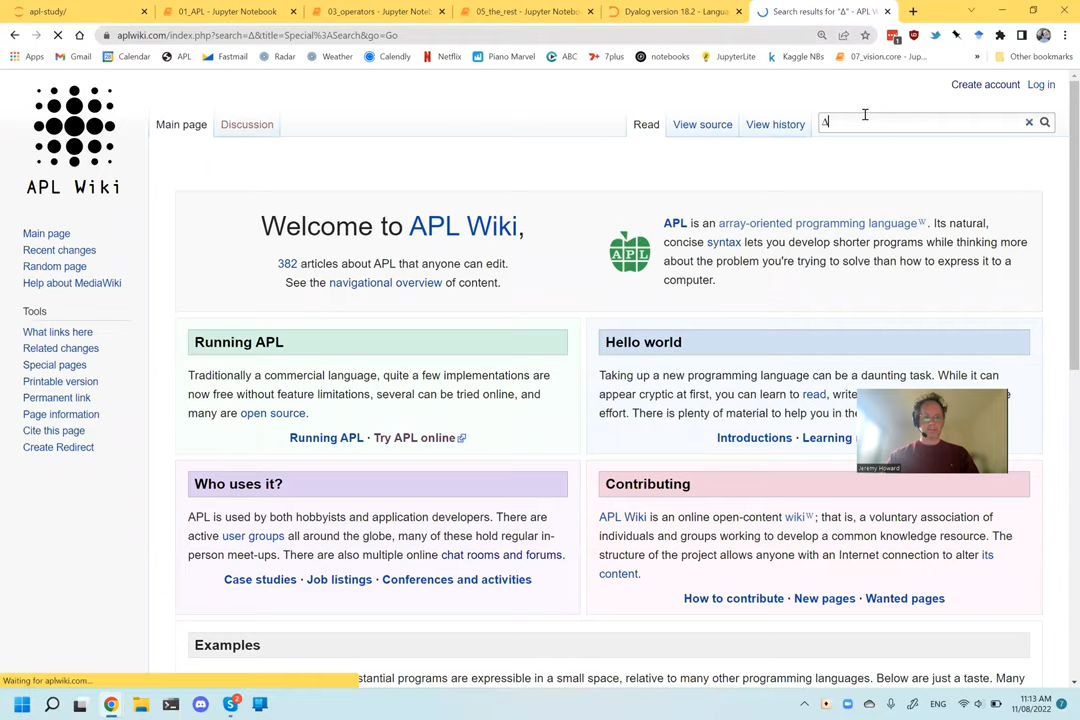 apl-study/
01_APL - Jupyter Notebook
03_operators - Jupyter Noteb
05_the_rest - Jupyter Notebo
Dyalog version 18.2 - Langu
Search results for "∆" - APL W
aplwiki.com/index.php?search=∆&title=Special%3ASearch&go=Go
Apps
Gmail
Calendar
APL
Fastmail
Radar
Weather
Calendly
Netflix
Piano Marvel
ABC
7plus
notebooks
JupyterLite
Kaggle NBs
07_vision.core - Jup...
»
Other bookmarks
Create account
Log in
Main page
Discussion
Read
View source
View history
∆
APL Wiki
Main page
Recent changes
Random page
Help about MediaWiki
Tools
What links here
Related changes
Special pages
Printable version
Permanent link
Page information
Cite this page
Create Redirect
Welcome to APL Wiki,
382 articles about APL that anyone can edit.
See the navigational overview of content.
APL
APL is an array-oriented programming languageᵂ. Its natural,
concise syntax lets you develop shorter programs while thinking more
about the problem you're trying to solve than how to express it to a
computer.
Running APL
Traditionally a commercial language, quite a few implementations are
now free without feature limitations, several can be tried online, and
many are open source.
Running APL · Try APL online
Hello world
Taking up a new programming language can be a daunting task. While it can
appear cryptic at first, you can learn to read, write
effort. There is plenty of material to help you in the
Introductions · Learning
Jeremy Howard
Who uses it?
APL is used by both hobbyists and application developers. There are
active user groups all around the globe, many of these hold regular in-
person meet-ups. There are also multiple online chat rooms and forums.
Case studies · Job listings · Conferences and activities
Contributing
APL Wiki is an online open-content wikiᵂ; that is, a voluntary association of
individuals and groups working to develop a common knowledge resource. The
structure of the project allows anyone with an Internet connection to alter its
content.
How to contribute · New pages · Wanted pages
Examples
stantial programs are expressible in a small space, relative to many other programming languages. Below are just a taste. Many
Waiting for aplwiki.com...
ENG
11:13 AM
11/08/2022